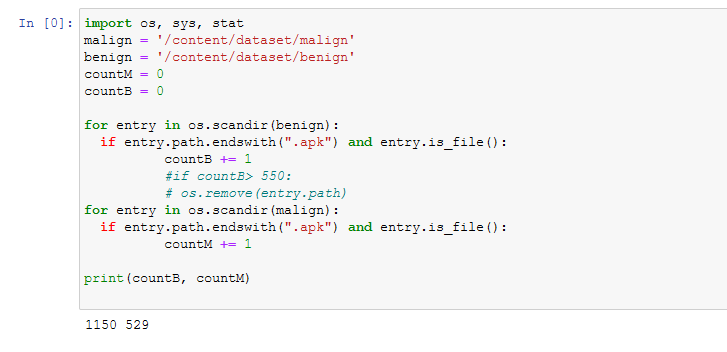 In [0]: import os, sys, stat
malign = '/content/dataset/malign'
benign = '/content/dataset/benign'
countM = 0
countB = 0

for entry in os.scandir(benign):
  if entry.path.endswith(".apk") and entry.is_file():
          countB += 1
          #if countB> 550:
          # os.remove(entry.path)
for entry in os.scandir(malign):
  if entry.path.endswith(".apk") and entry.is_file():
          countM += 1

print(countB, countM)

1150 529